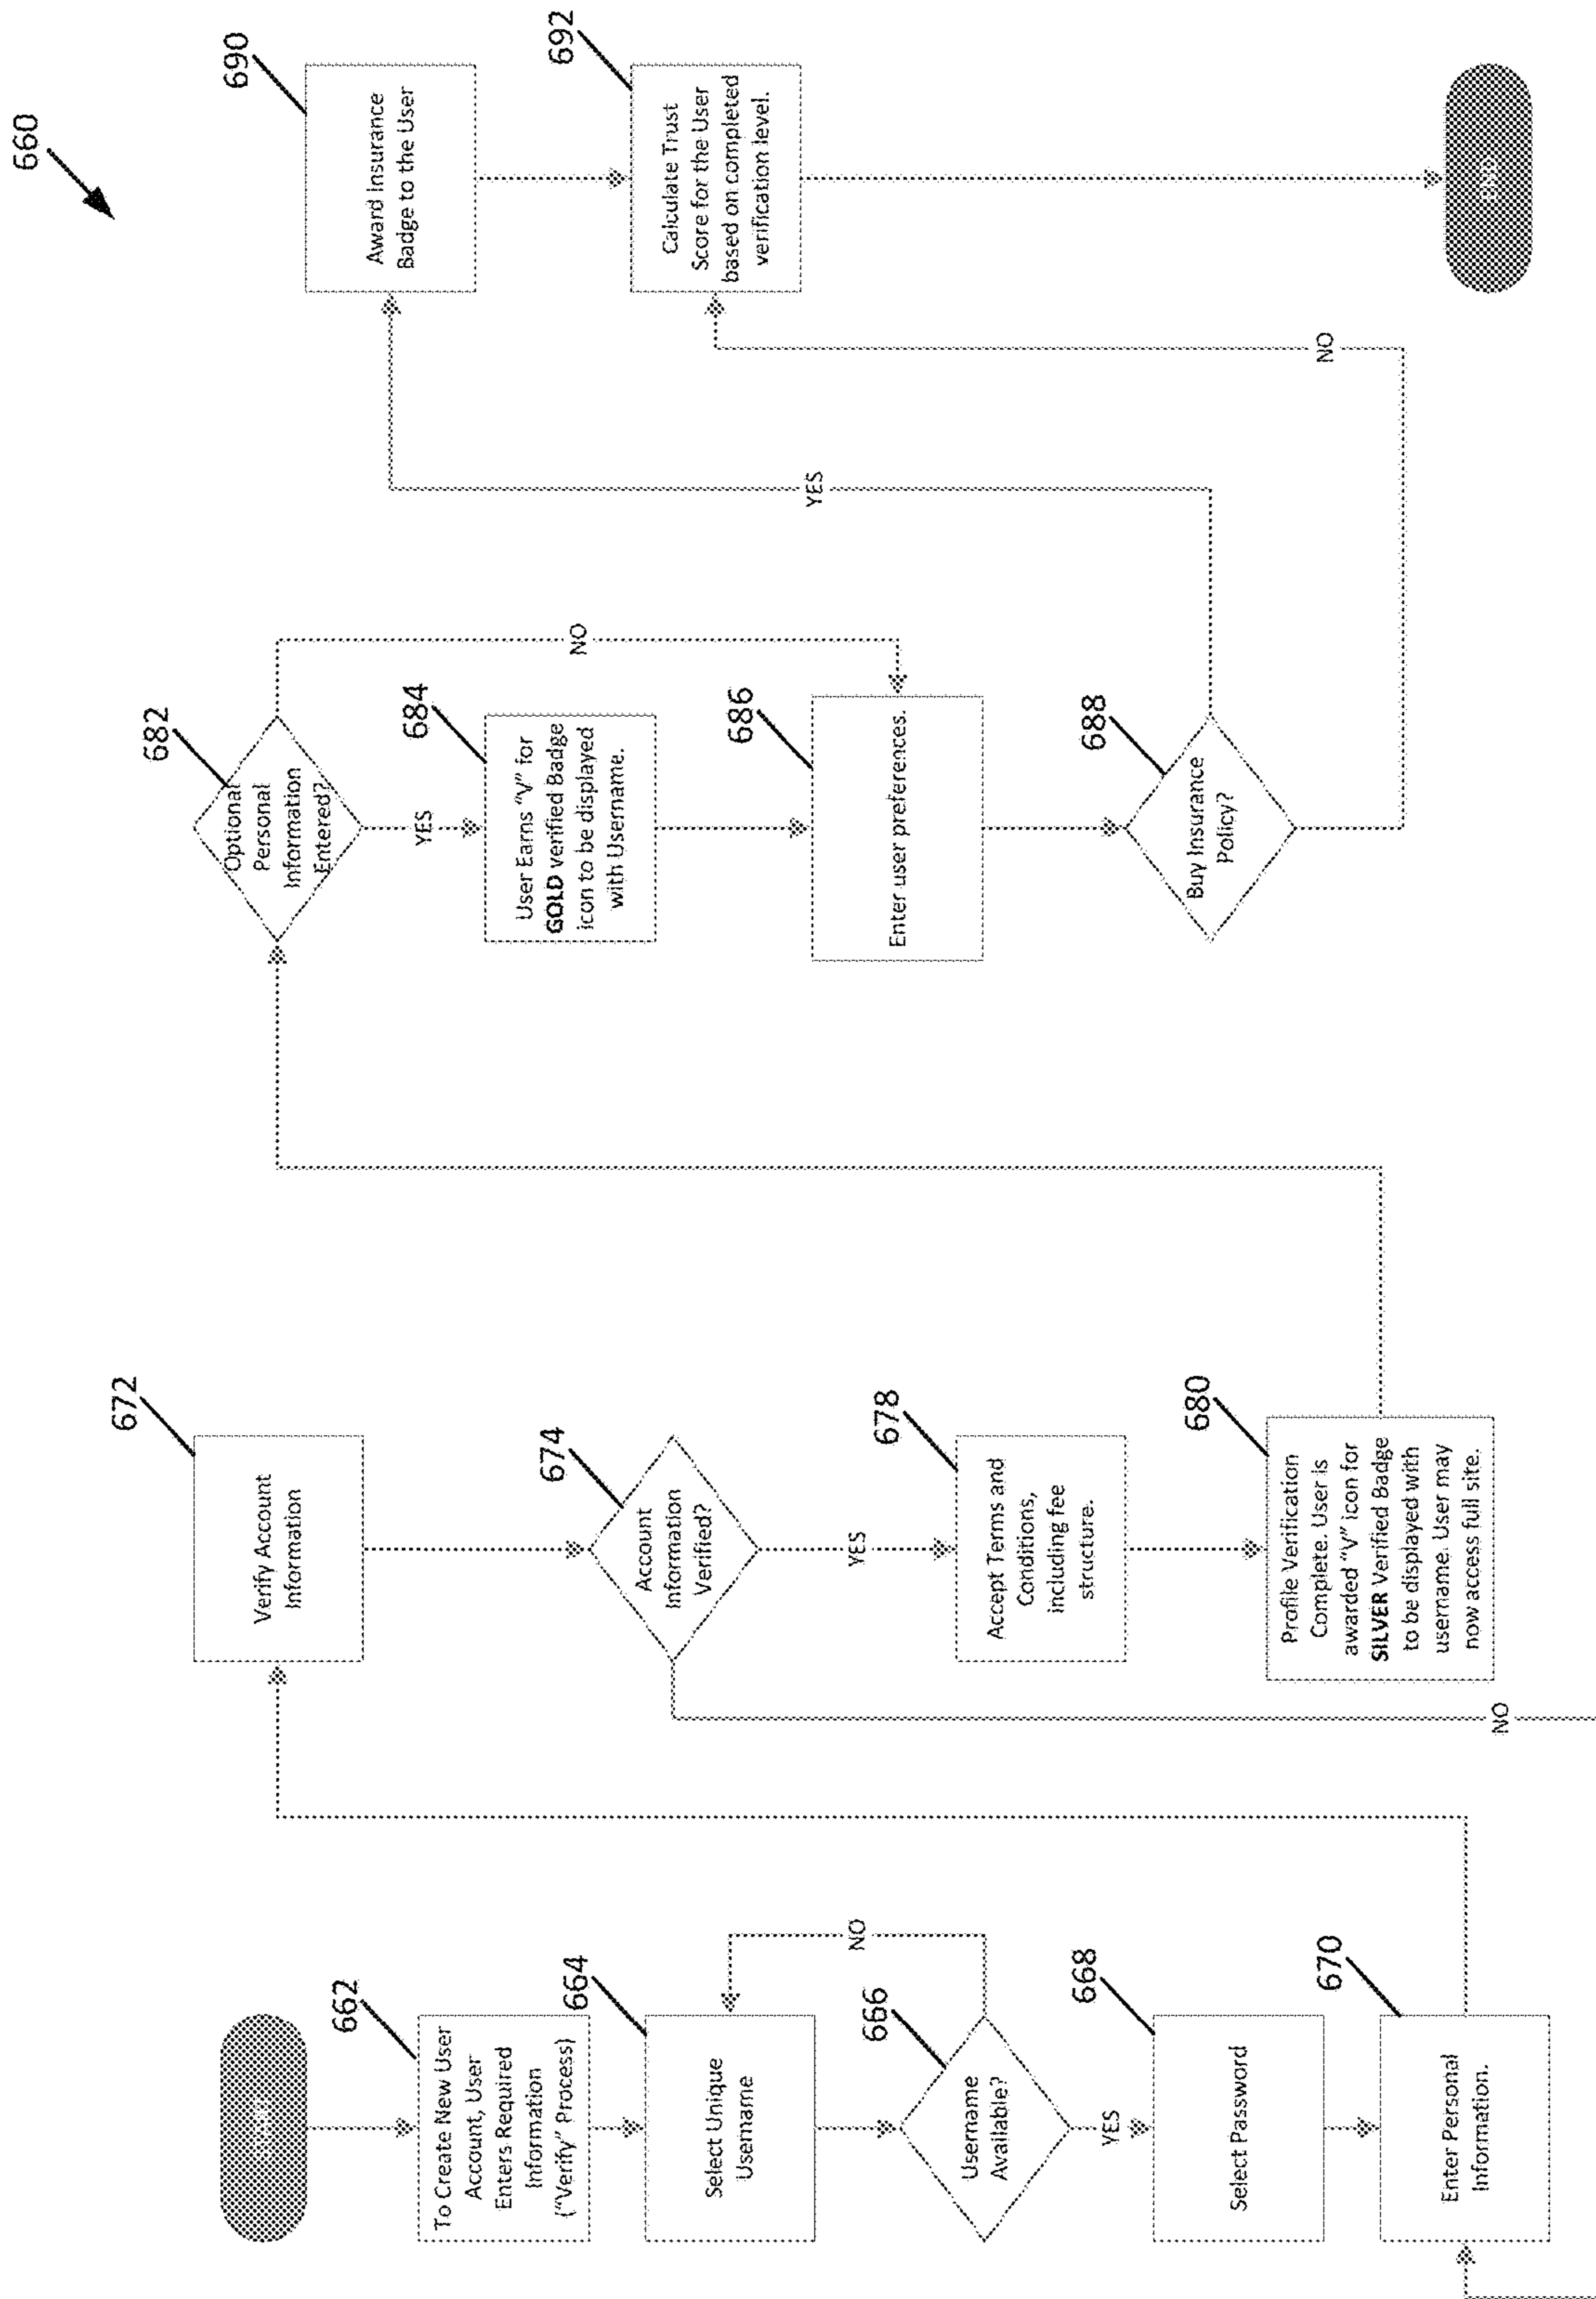 660
662
To Create New User
Account, User
Enters Required
Information
("Verify" Process)
664
Select Unique
Username
666
Username
Available?
NO
YES
668
Select Password
670
Enter Personal
Information.
672
Verify Account
Information
674
Account
Information
Verified?
NO
YES
678
Accept Terms and
Conditions,
including fee
structure.
680
Profile Verification
Complete. User is
awarded "V" icon for
SILVER Verified Badge
to be displayed with
username. User may
now access full site.
682
Optional
Personal
Information
Entered?
NO
YES
684
User Earns "V" for
GOLD verified Badge
icon to be displayed
with Username.
686
Enter user preferences.
688
Buy Insurance
Policy?
YES
NO
690
Award Insurance
Badge to the User
692
Calculate Trust
Score for the User
based on completed
verification level.